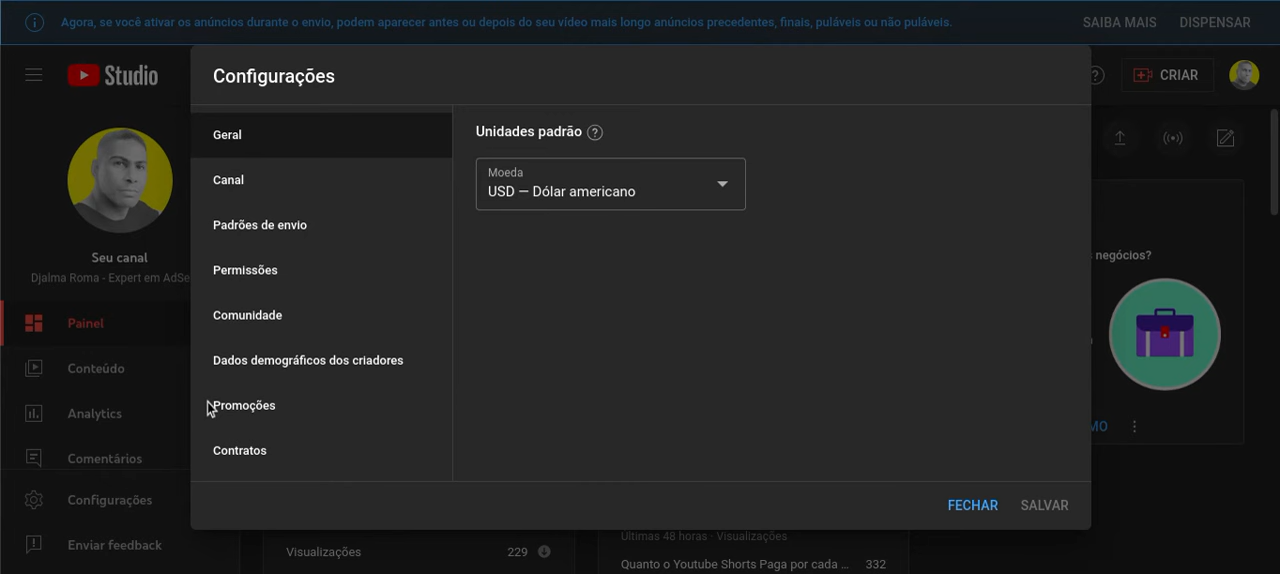 Agora, se você ativar os anúncios durante o envio, podem aparecer antes ou depois do seu vídeo mais longo anúncios precedentes, finais, puláveis ou não puláveis.
SAIBA MAIS
DISPENSAR
Studio
Configurações
CRIAR
Geral
Canal
Padrões de envio
Permissões
Comunidade
Dados demográficos dos criadores
Promoções
Contratos
Unidades padrão
Moeda
USD — Dólar americano
FECHAR
SALVAR
Seu canal
Djalma Roma - Expert em AdSe
Painel
Conteúdo
Analytics
Comentários
Configurações
Enviar feedback
negócios?
MO
Visualizações
229
Últimas 48 horas · Visualizações
Quanto o Youtube Shorts Paga por cada ...
332